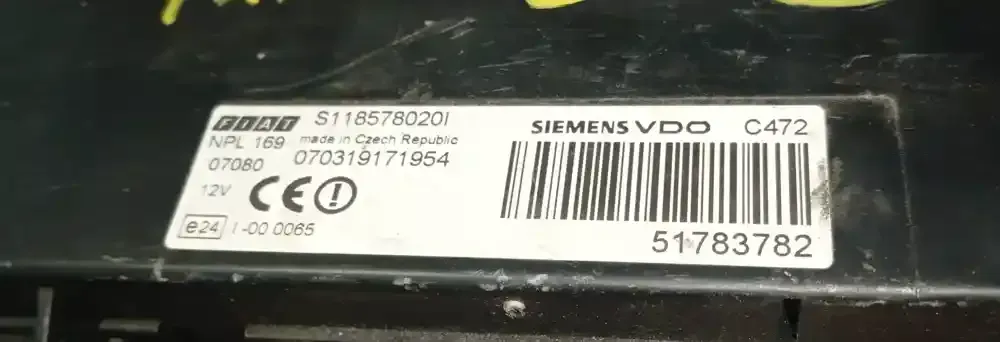 FIAT S118578020I
NPL 169 made in Czech Republic
07080 070319171954
12V CE
e24 I-00 0065
SIEMENS VDO C472
51783782